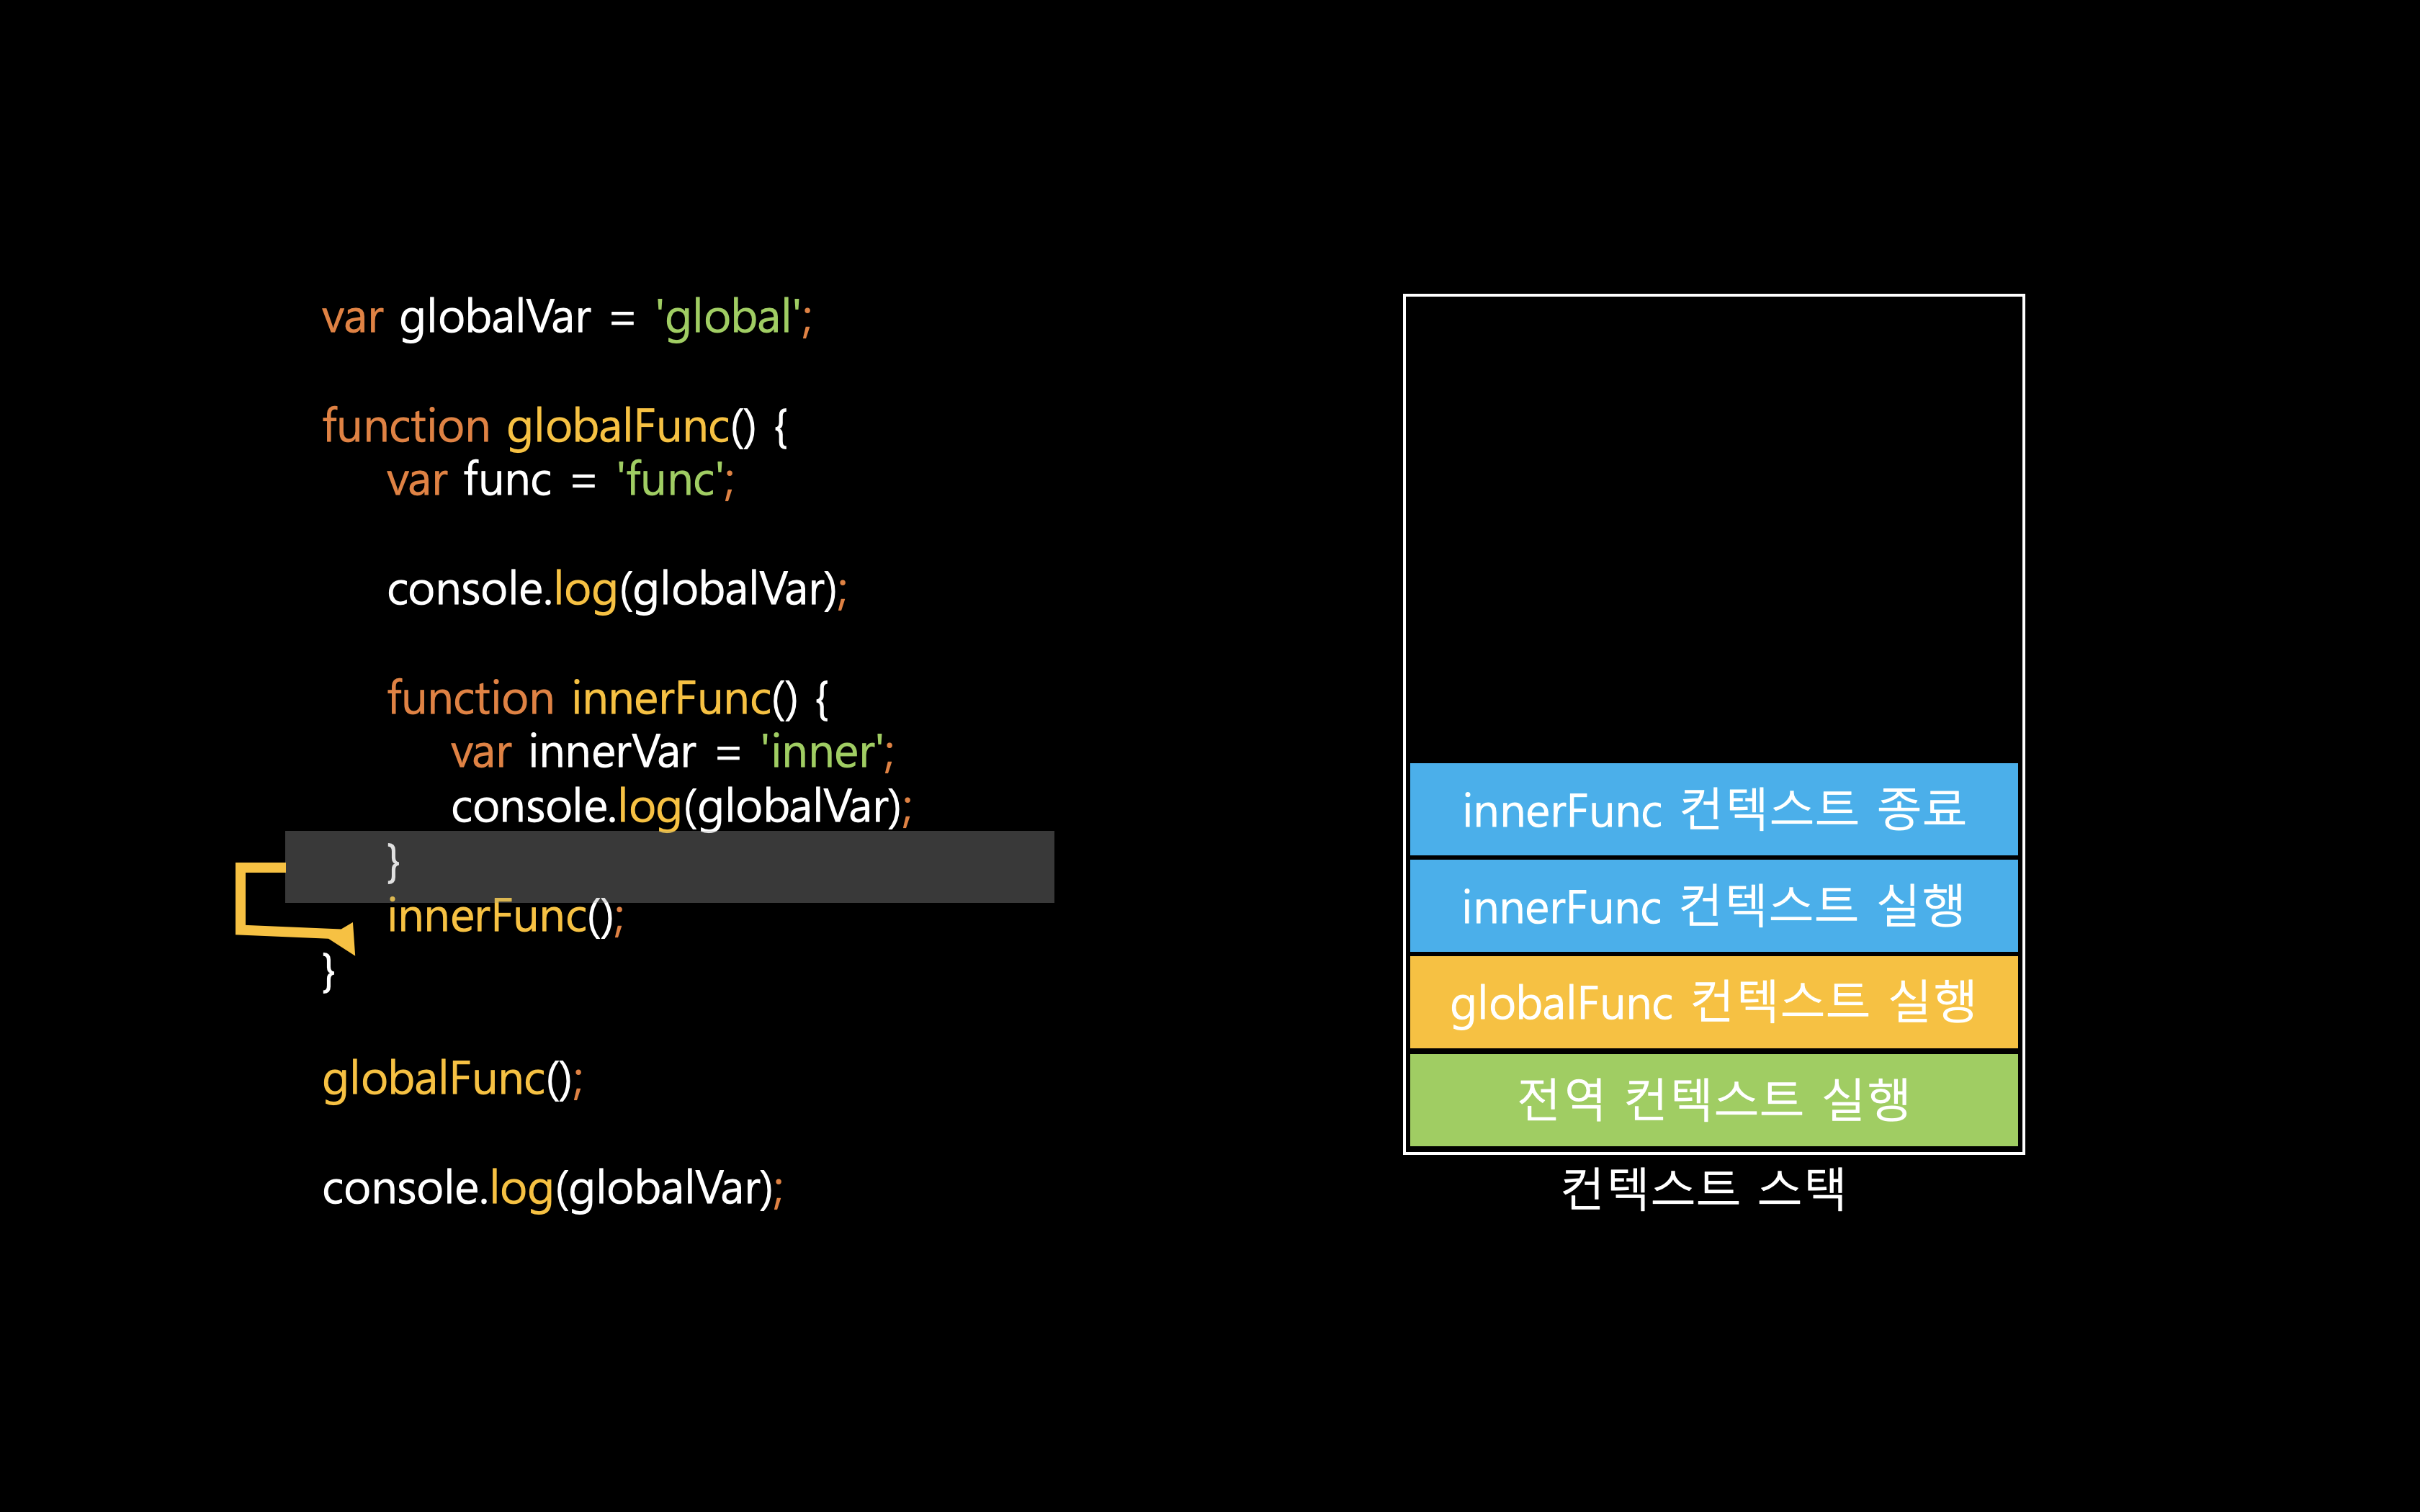 var globalVar = 'global';
function globalFunc() {
var func = 'func';
console.log(globalVar);
function innerFunc() {
var innerVar = 'inner';
console.log(globalVar);
}
innerFunc();
}
globalFunc();
console.log(globalVar);
innerFunc 컨텍스트 종료
innerFunc 컨텍스트 실행
globalFunc 컨텍스트 실행
전역 컨텍스트 실행
컨텍스트 스택